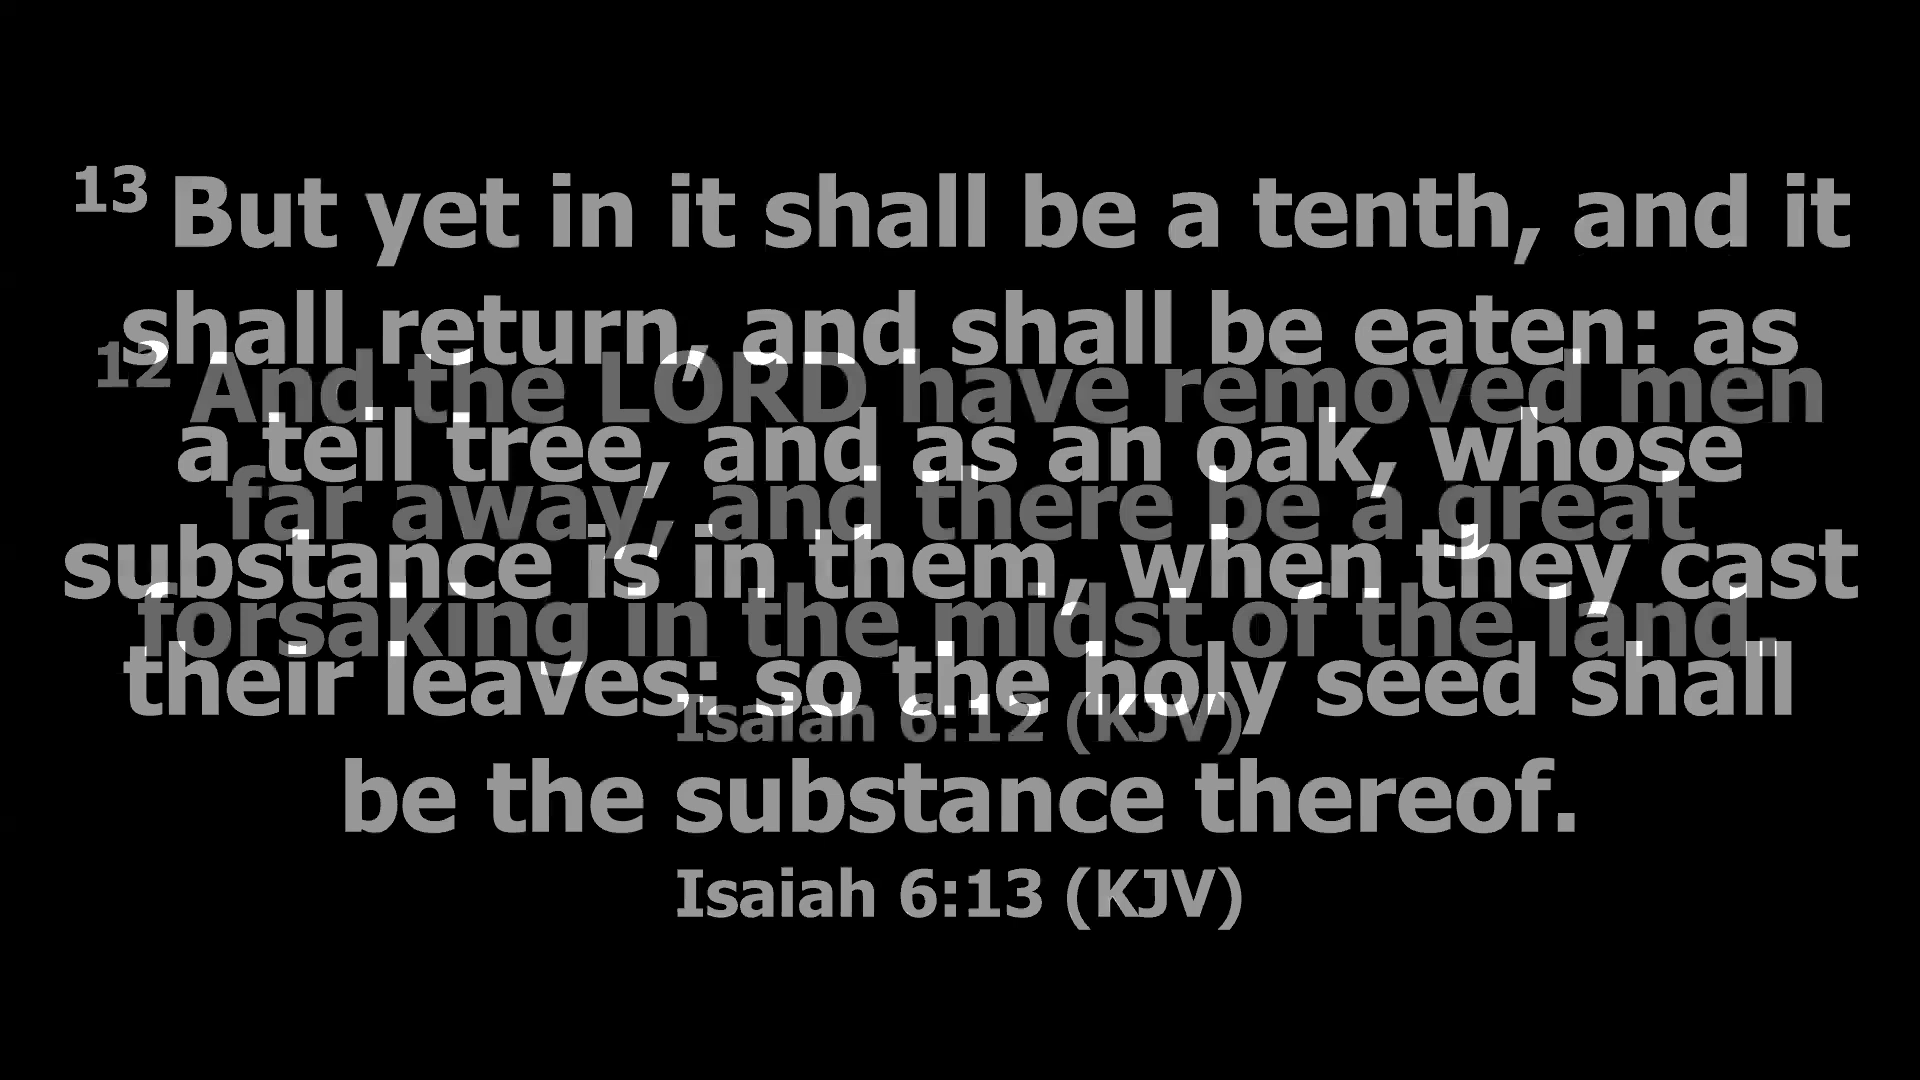 13 But yet in it shall be a tenth, and it
shall return, and shall be eaten: as
12 And the LORD have removed men
a teil tree, and as an oak, whose
far away, and there be a great
substance is in them, when they cast
forsaking in the midst of the land.
their leaves: so the holy seed shall
Isaiah 6:12 (KJV)
be the substance thereof.
Isaiah 6:13 (KJV)